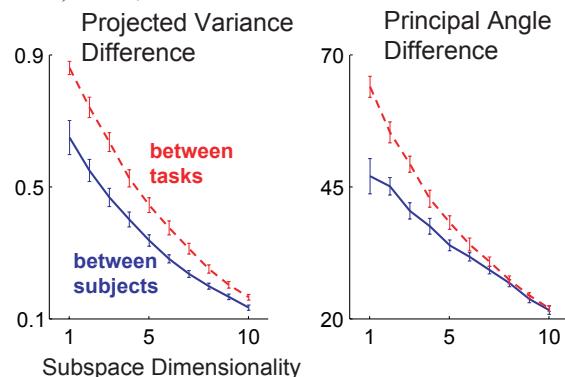 Projected Variance
Difference
0.9
0.5
0.1
between
tasks
between
subjects
1
5
10
Subspace Dimensionality
Principal Angle
Difference
70
45
20
1
5
10